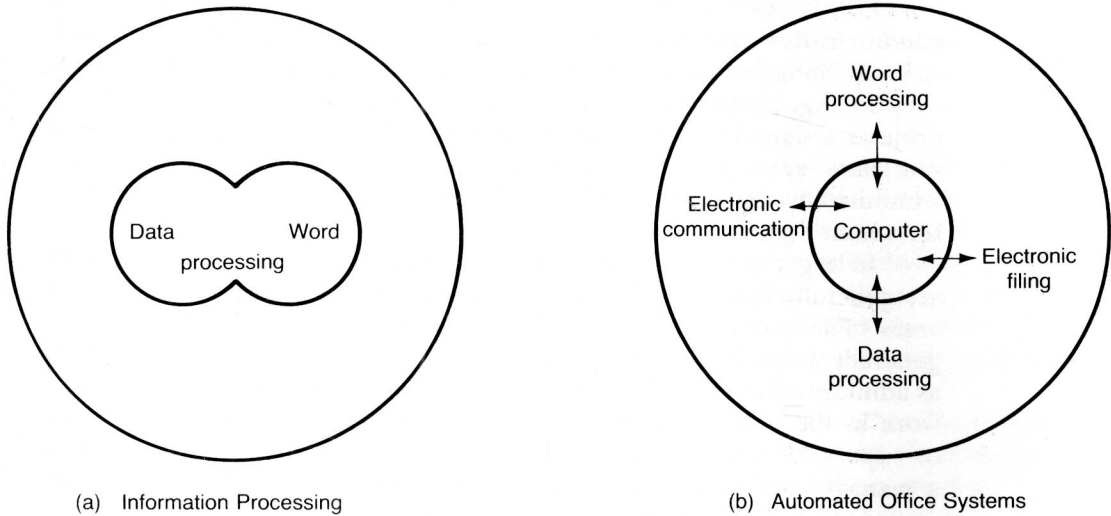 Data Word
processing
(a) Information Processing
Word
processing
Electronic
communication
Computer
Electronic
filing
Data
processing
(b) Automated Office Systems